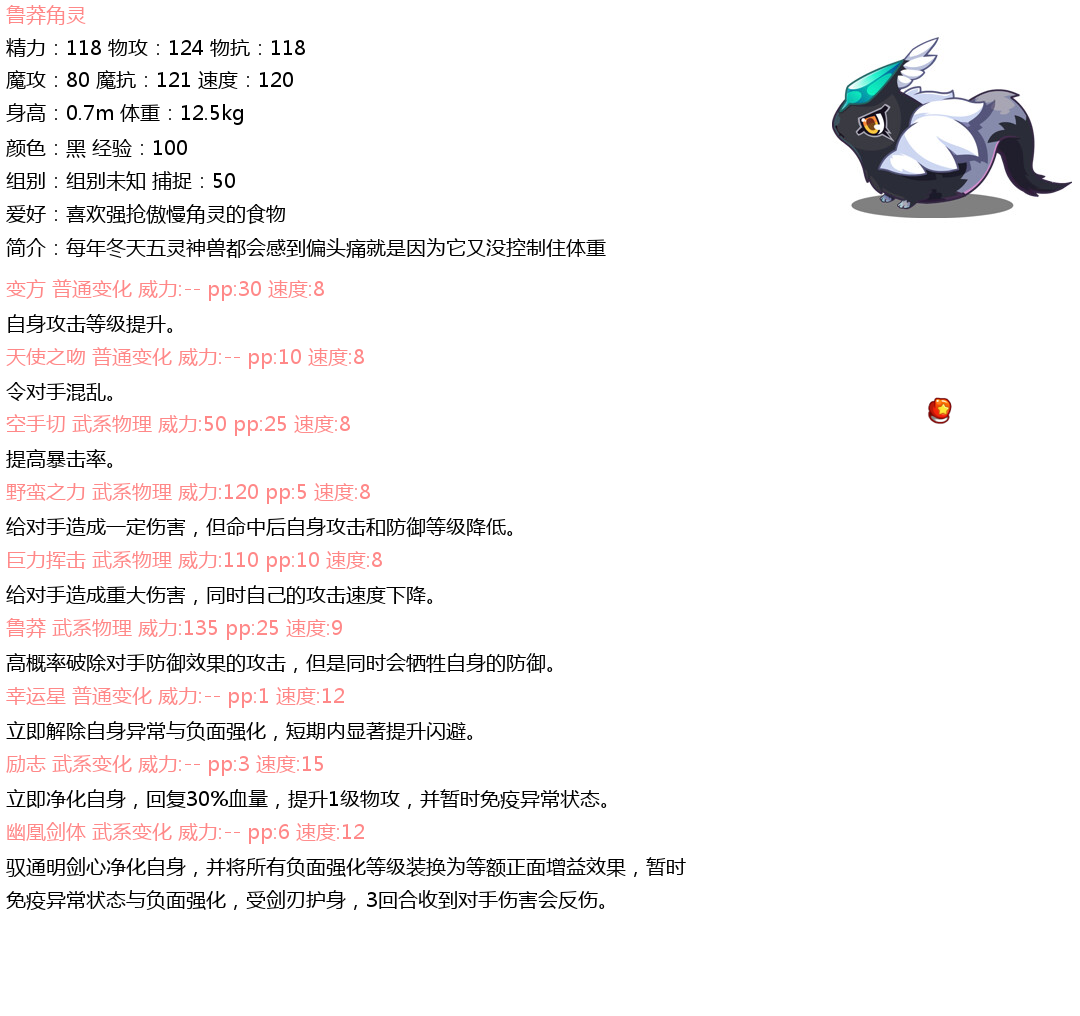 鲁莽角灵
精力：118 物攻：124 物抗：118
魔攻：80 魔抗：121 速度：120
身高：0.7m 体重：12.5kg
颜色：黑 经验：100
组别：组别未知 捕捉：50
爱好：喜欢强抢傲慢角灵的食物
简介：每年冬天五灵神兽都会感到偏头痛就是因为它又没控制住体重
变方 普通变化 威力:-- pp:30 速度:8
自身攻击等级提升。
天使之吻 普通变化 威力:-- pp:10 速度:8
令对手混乱。
空手切 武系物理 威力:50 pp:25 速度:8
提高暴击率。
野蛮之力 武系物理 威力:120 pp:5 速度:8
给对手造成一定伤害，但命中后自身攻击和防御等级降低。
巨力挥击 武系物理 威力:110 pp:10 速度:8
给对手造成重大伤害，同时自己的攻击速度下降。
鲁莽 武系物理 威力:135 pp:25 速度:9
高概率破除对手防御效果的攻击，但是同时会牺牲自身的防御。
幸运星 普通变化 威力:-- pp:1 速度:12
立即解除自身异常与负面强化，短期内显著提升闪避。
励志 武系变化 威力:-- pp:3 速度:15
立即净化自身，回复30%血量，提升1级物攻，并暂时免疫异常状态。
幽凰剑体 武系变化 威力:-- pp:6 速度:12
驭通明剑心净化自身，并将所有负面强化等级装换为等额正面增益效果，暂时
免疫异常状态与负面强化，受剑刃护身，3回合收到对手伤害会反伤。